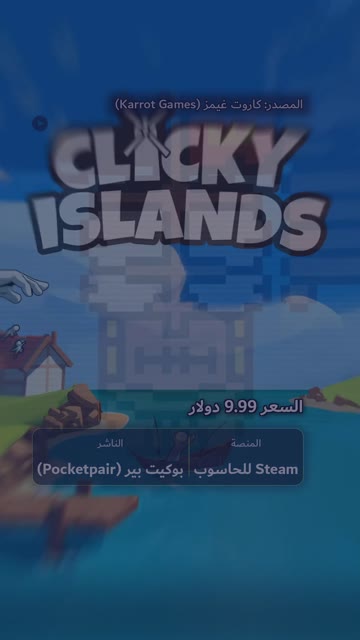 المصدر: كاروت غيمز (Karrot Games)
CLICKY
ISLANDS
السعر 9.99 دولار
المنصة
الناشر
Steam للحاسوب
بوكيت بير (Pocketpair)